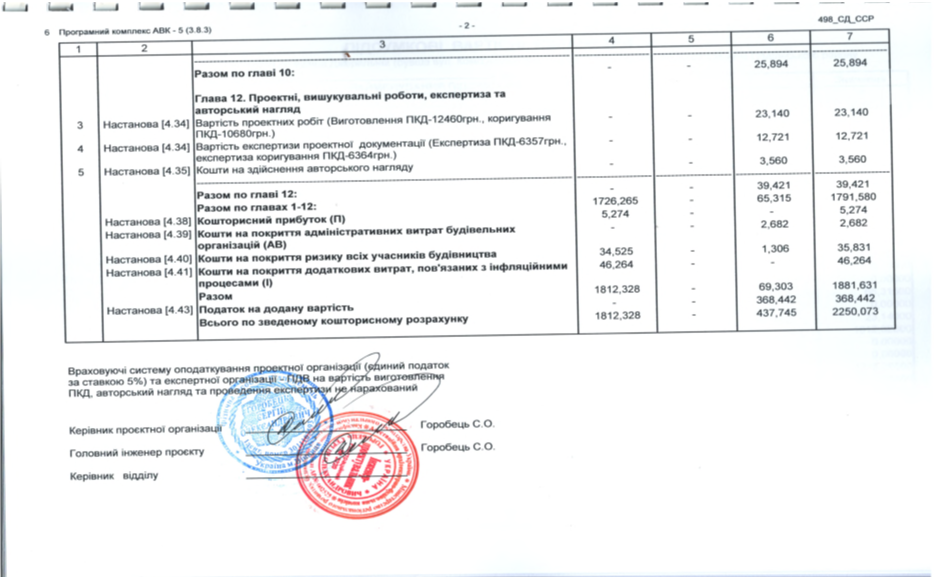 6 Програмний комплекс АВК - 5 (3.8.3) - 2 - 498_СД_ССР
1 2 3 4 5 6 7
Разом по главі 10: - - 25,894 25,894
Глава 12. Проектні, вишукувальні роботи, експертиза та
авторський нагляд
3 Настанова [4.34] Вартість проектних робіт (Виготовлення ПКД-12460грн., коригування - - 23,140 23,140
ПКД-10680грн.)
4 Настанова [4.34] Вартість експертизи проектної документації (Експертиза ПКД-6357грн., - - 12,721 12,721
експертиза коригування ПКД-6364грн.)
5 Настанова [4.35] Кошти на здійснення авторського нагляду - - 3,560 3,560
Разом по главі 12: - - 39,421 39,421
Разом по главах 1-12: 1726,265 - 65,315 1791,580
Настанова [4.38] Кошторисний прибуток (П) 5,274 - - 5,274
Настанова [4.39] Кошти на покриття адміністративних витрат будівельних - - 2,682 2,682
організацій (АВ)
Настанова [4.40] Кошти на покриття ризику всіх учасників будівництва 34,525 - 1,306 35,831
Настанова [4.41] Кошти на покриття додаткових витрат, пов'язаних з інфляційними 46,264 - - 46,264
процесами (І)
Разом 1812,328 - 69,303 1881,631
Настанова [4.43] Податок на додану вартість - - 368,442 368,442
Всього по зведеному кошторисному розрахунку 1812,328 - 437,745 2250,073
Враховуючі систему оподаткування проектної організації (єдиний податок
за ставкою 5%) та експертної організації - ПДВ на вартість виготовлення
ПКД, авторський нагляд та проведення експертизи не нарахований
Керівник проєктної організації Горобець С.О.
Головний інженер проєкту Горобець С.О.
Керівник відділу